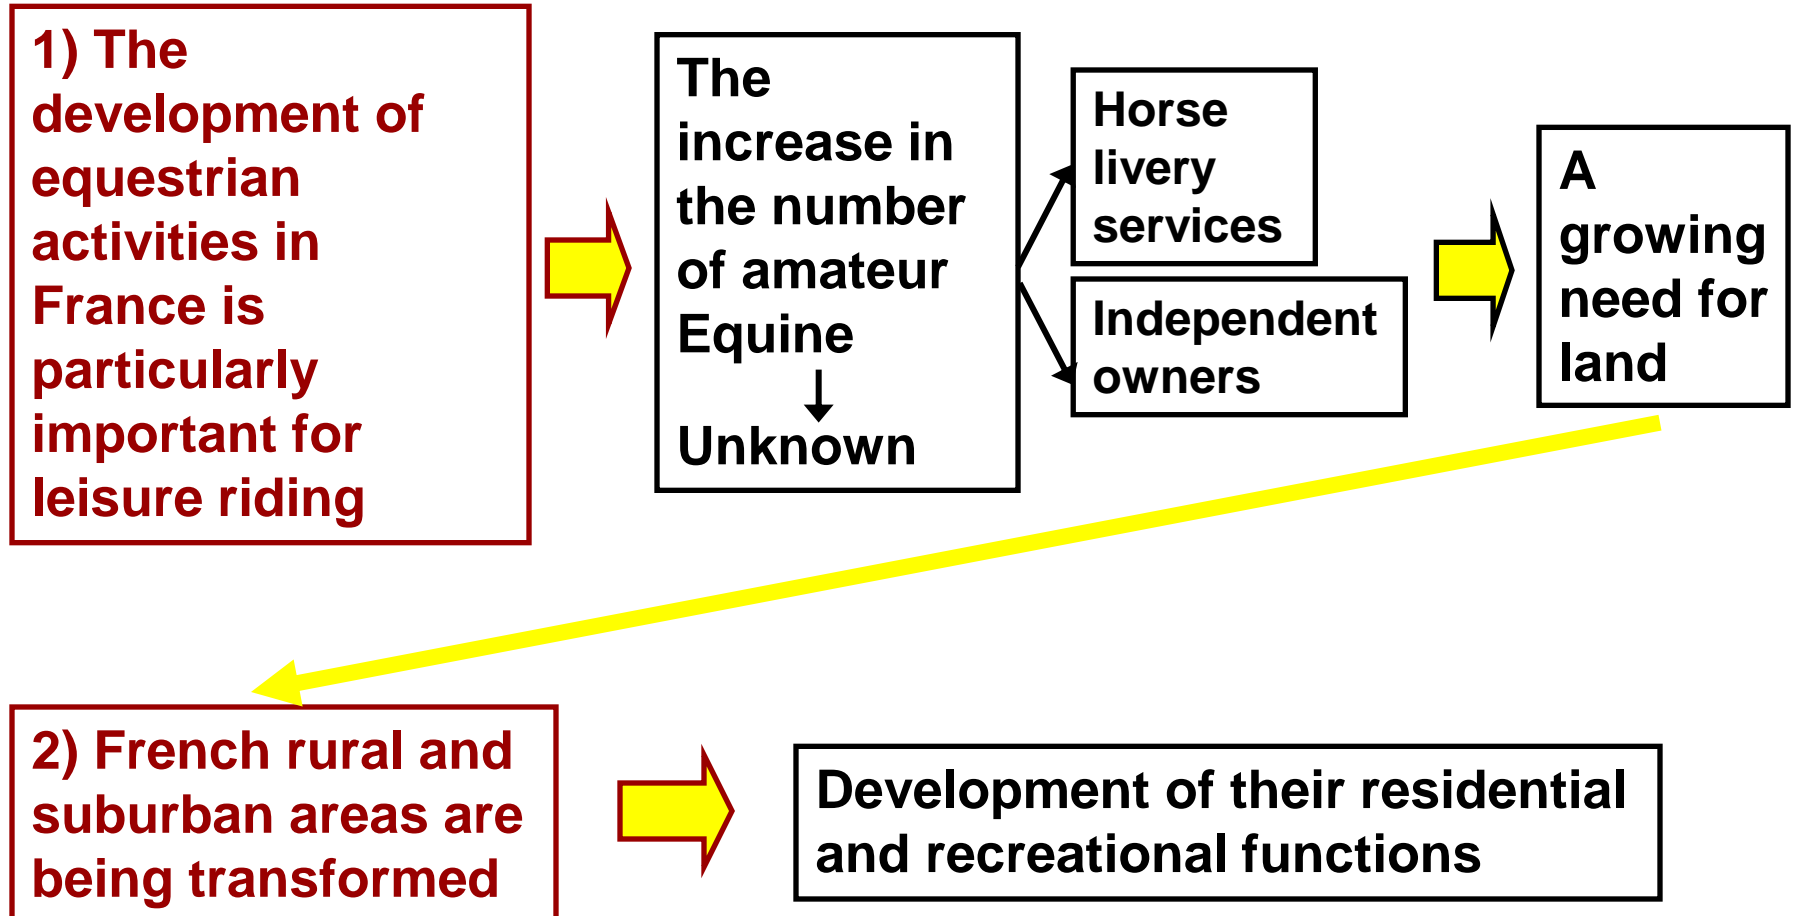 1) The
development of
equestrian
activities in
France is
particularly
important for
leisure riding
The
increase in
the number
of amateur
Equine
Unknown
Horse
livery
services
Independent
owners
A
growing
need for
land
2) French rural and
suburban areas are
being transformed
Development of their residential
and recreational functions